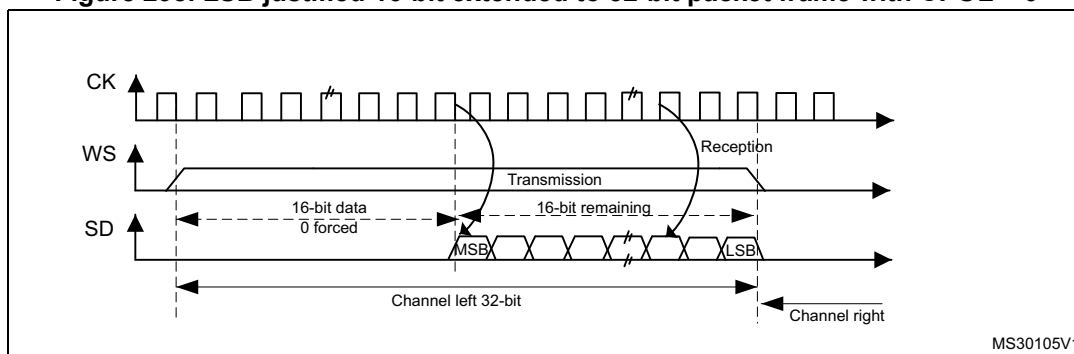 CK
Reception
WS
Transmission
16-bit data
16-bit remaining
0 forced
SD
MSB
LSB
Channel left 32-bit
Channel right